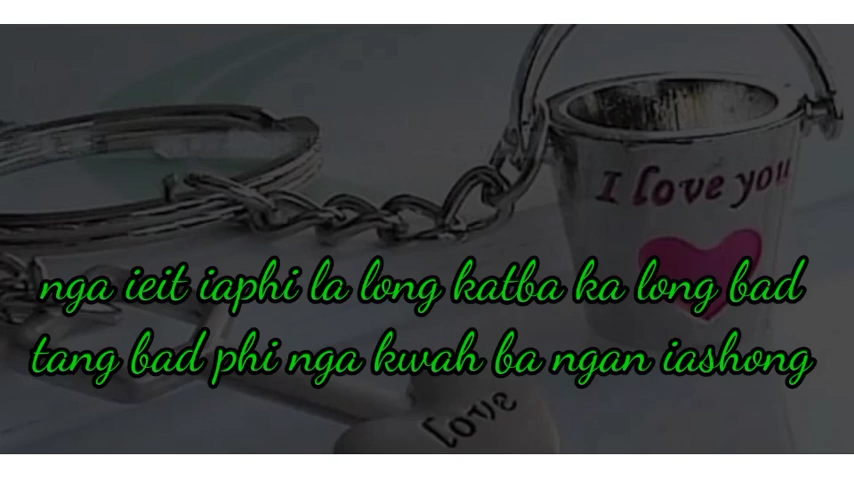 I love you
nga ieit iaphi la long katba ka long bad
tang bad phi nga kwah ba ngan iashong
love